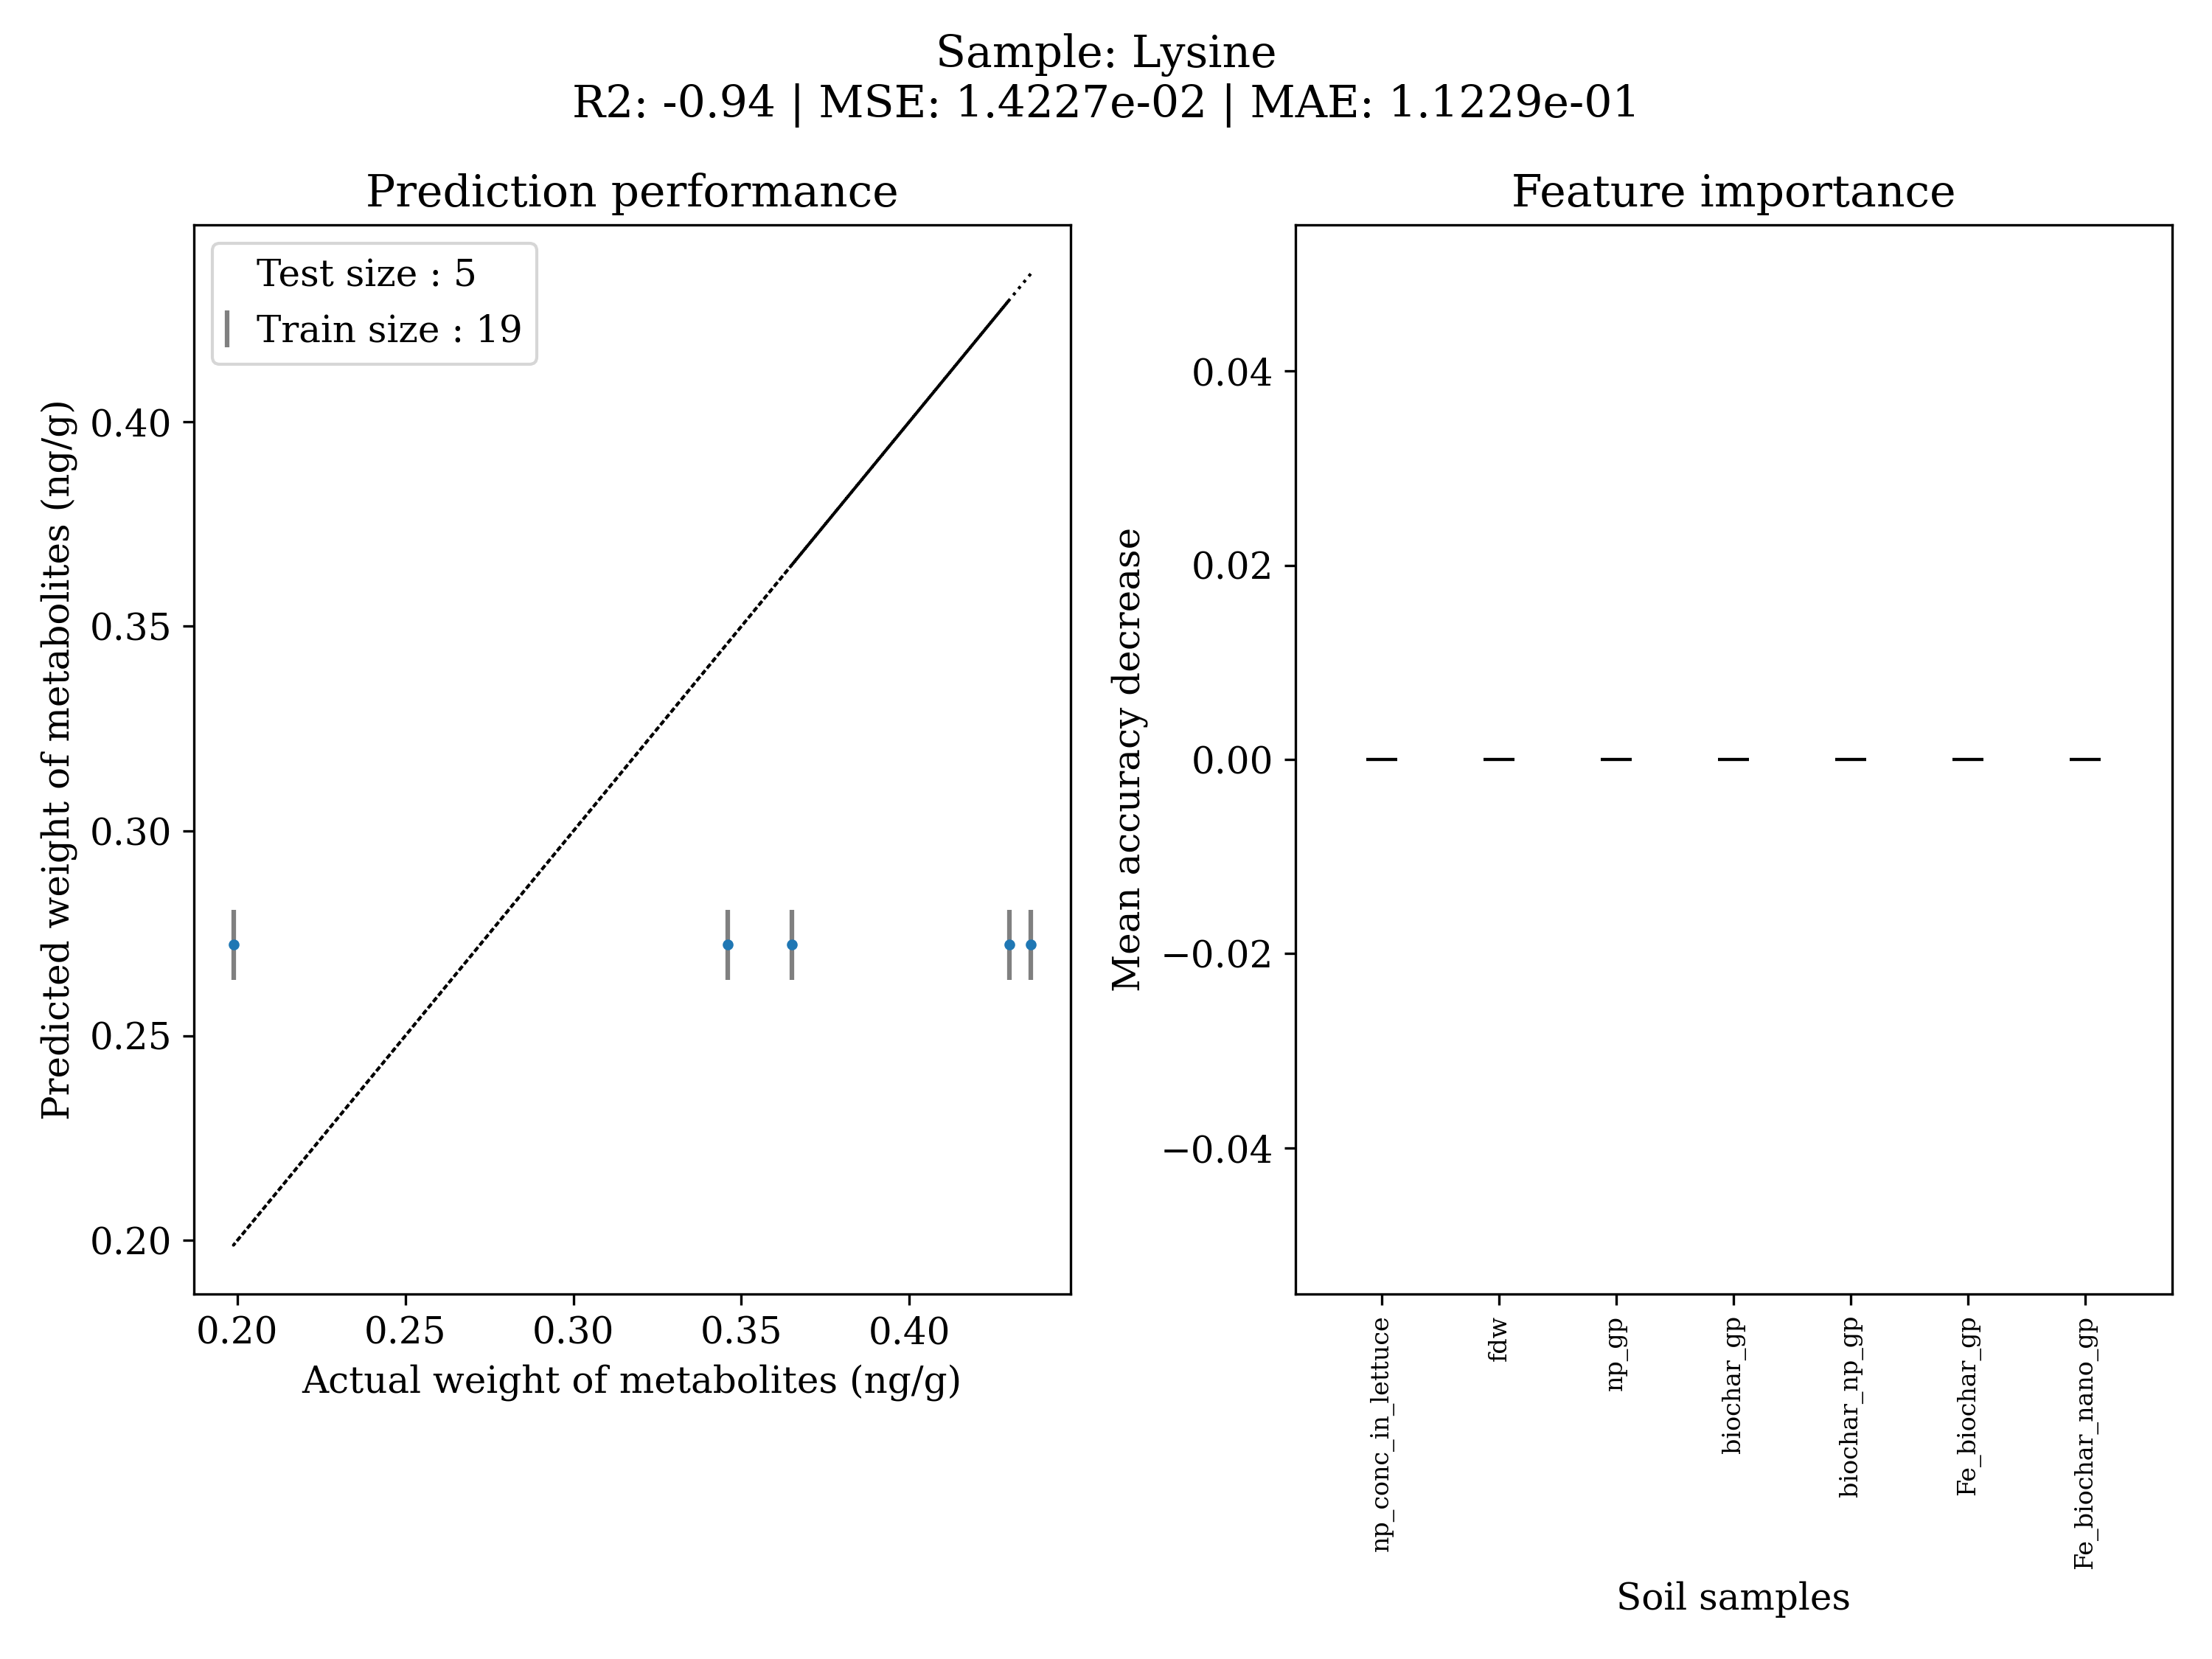 Sample: Lysine
R2: -0.94 | MSE: 1.4227e-02 | MAE: 1.1229e-01
Prediction performance
Test size : 5
Train size : 19
Predicted weight of metabolites (ng/g)
0.40
0.35
0.30
0.25
0.20
0.20 0.25 0.30 0.35 0.40
Actual weight of metabolites (ng/g)
Feature importance
Mean accuracy decrease
0.04
0.02
0.00
−0.02
−0.04
np_conc_in_lettuce
fdw
np_gp
biochar_gp
biochar_np_gp
Fe_biochar_gp
Fe_biochar_nano_gp
Soil samples